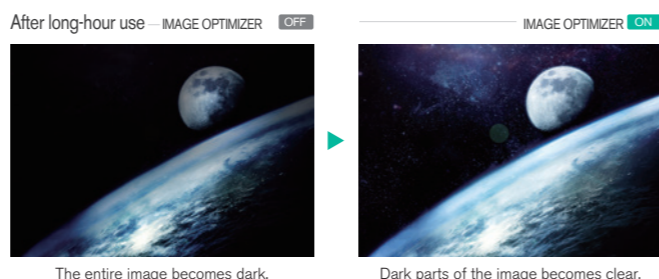 After long-hour use — IMAGE OPTIMIZER OFF
IMAGE OPTIMIZER ON
The entire image becomes dark.
Dark parts of the image becomes clear.